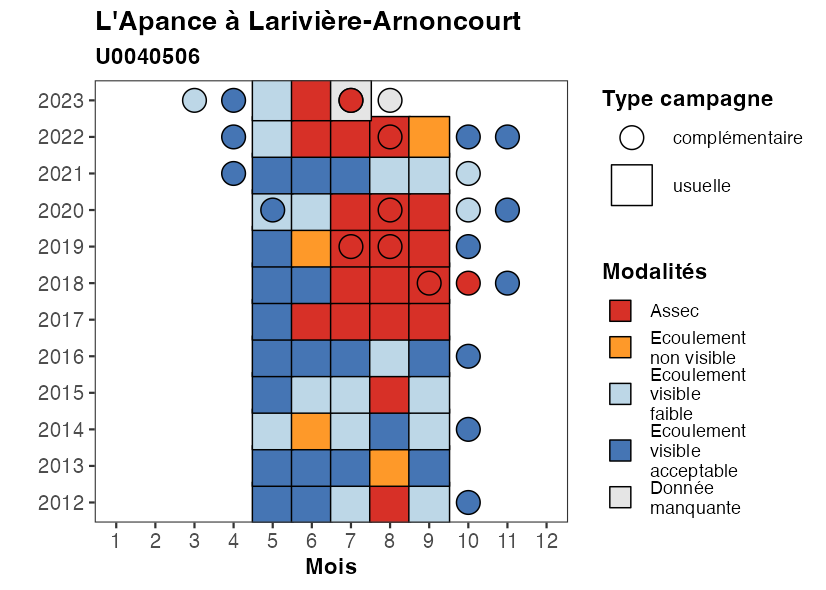 L'Apance à Larivière-Arnoncourt
U0040506
2023
2022
2021
2020
2019
2018
2017
2016
2015
2014
2013
2012
1 2 3 4 5 6 7 8 9 10 11 12
Mois
Type campagne
complémentaire
usuelle
Modalités
Assec
Ecoulement
non visible
Ecoulement
visible
faible
Ecoulement
visible
acceptable
Donnée
manquante